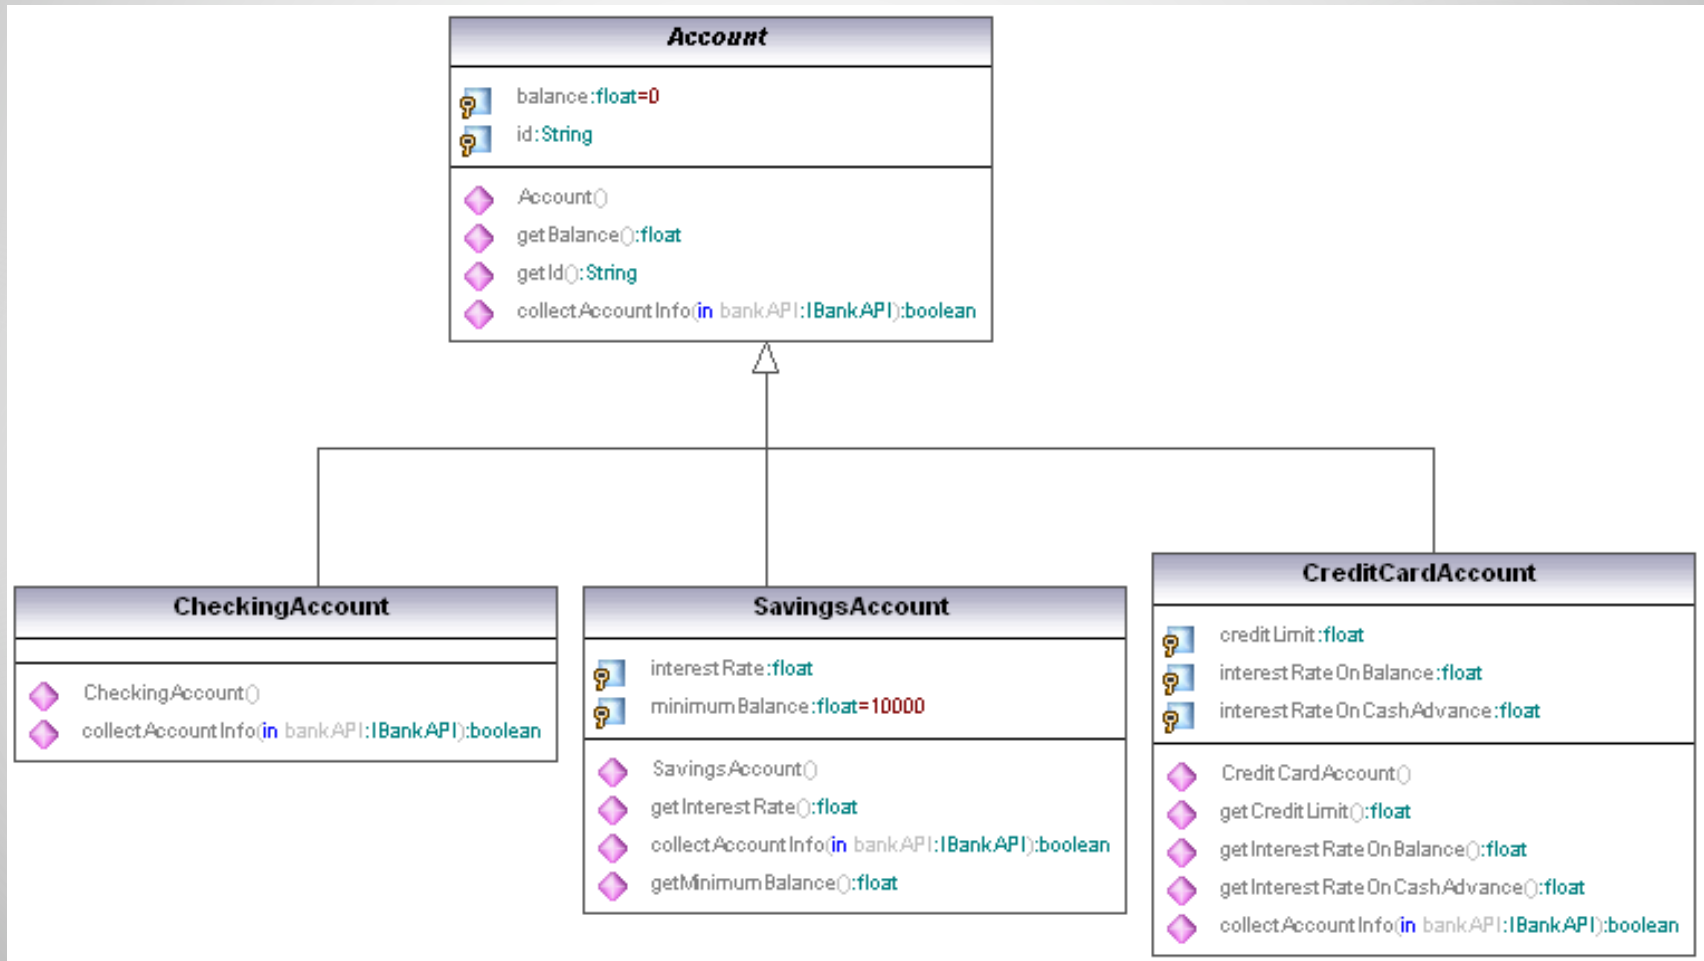 Account
balance:float=0
id:String
Account()
getBalance():float
getId():String
collectAccountInfo(in bankAPI:IBankAPI):boolean
CheckingAccount
CheckingAccount()
collectAccountInfo(in bankAPI:IBankAPI):boolean
SavingsAccount
interestRate:float
minimumBalance:float=10000
SavingsAccount()
getInterestRate():float
collectAccountInfo(in bankAPI:IBankAPI):boolean
getMinimumBalance():float
CreditCardAccount
creditLimit:float
interestRateOnBalance:float
interestRateOnCashAdvance:float
CreditCardAccount()
getCreditLimit():float
getInterestRateOnBalance():float
getInterestRateOnCashAdvance():float
collectAccountInfo(in bankAPI:IBankAPI):boolean